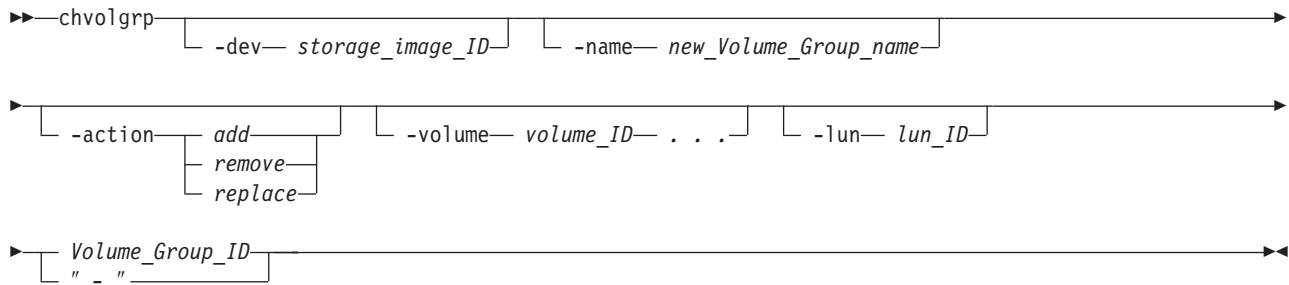 chvolgrp
-dev storage_image_ID -name new_Volume_Group_name
-action add -volume volume_ID . . . -lun lun_ID
remove
replace
Volume_Group_ID
" - "